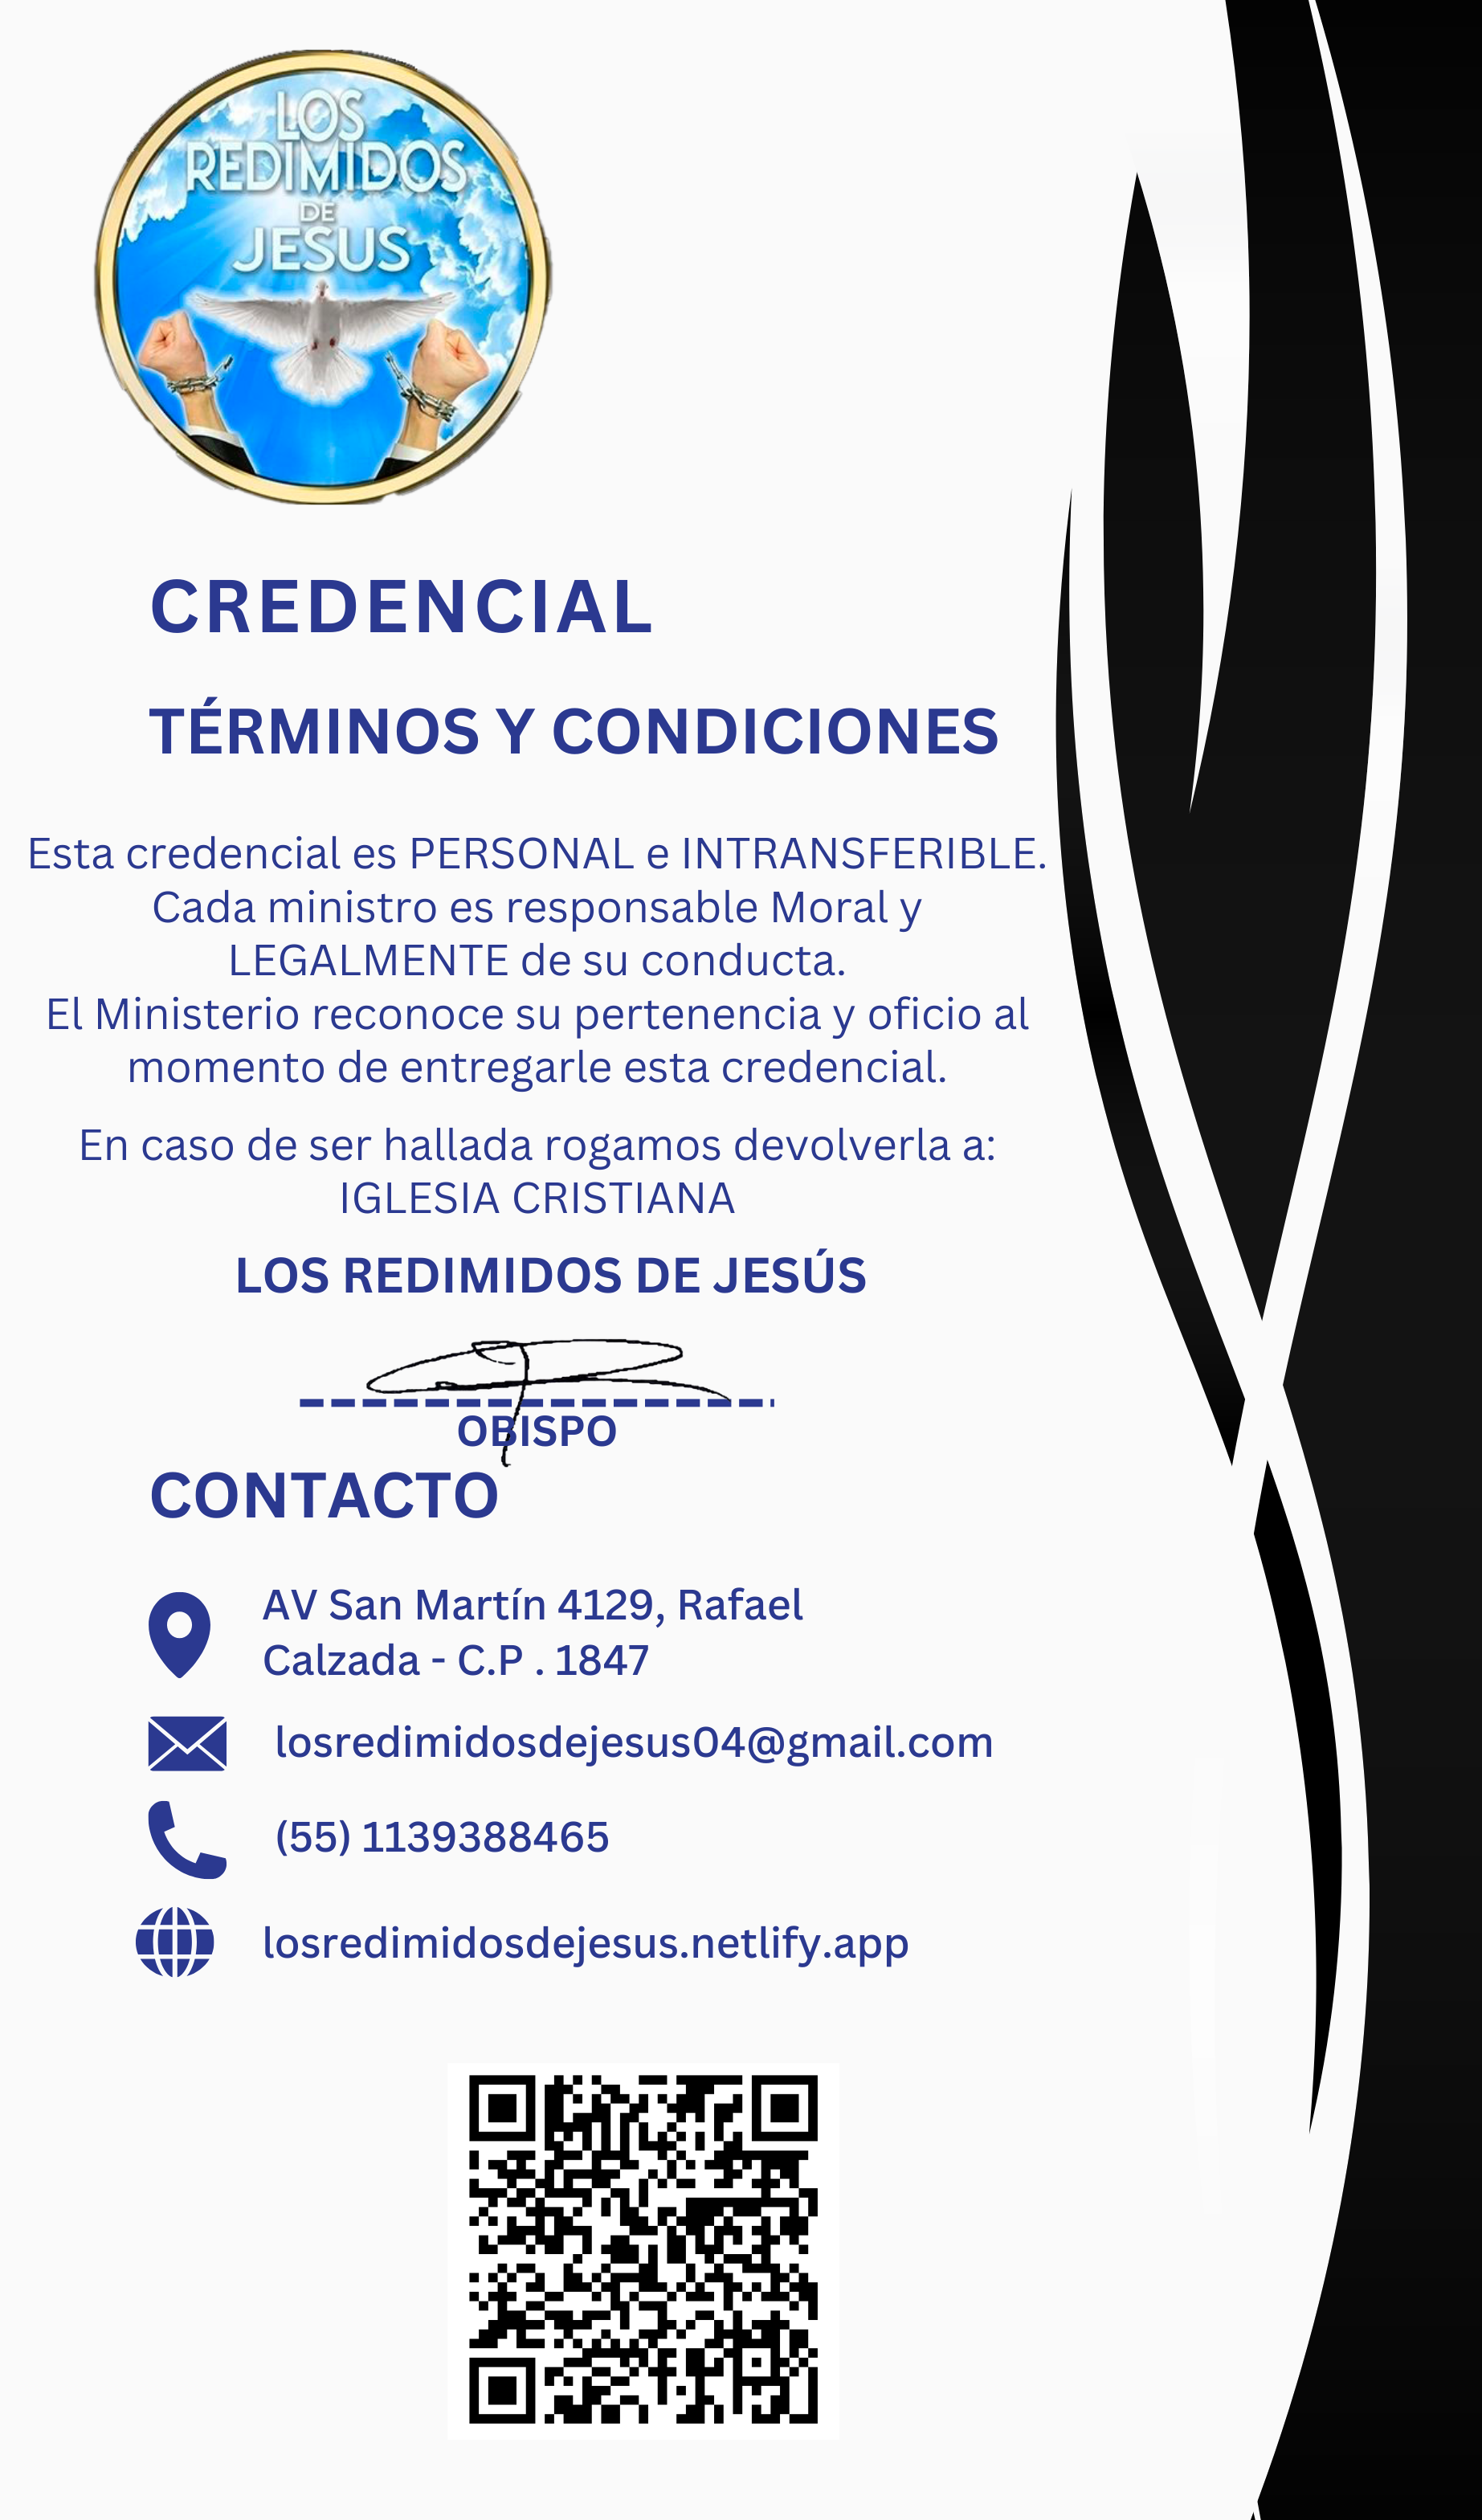 LOS
REDIMIDOS
DE
JESUS
CREDENCIAL
TÉRMINOS Y CONDICIONES
Esta credencial es PERSONAL e INTRANSFERIBLE.
Cada ministro es responsable Moral y
LEGALMENTE de su conducta.
El Ministerio reconoce su pertenencia y oficio al
momento de entregarle esta credencial.
En caso de ser hallada rogamos devolverla a:
IGLESIA CRISTIANA
LOS REDIMIDOS DE JESÚS
OBISPO
CONTACTO
AV San Martín 4129, Rafael
Calzada - C.P . 1847
losredimidosdejesus04@gmail.com
(55) 1139388465
losredimidosdejesus.netlify.app